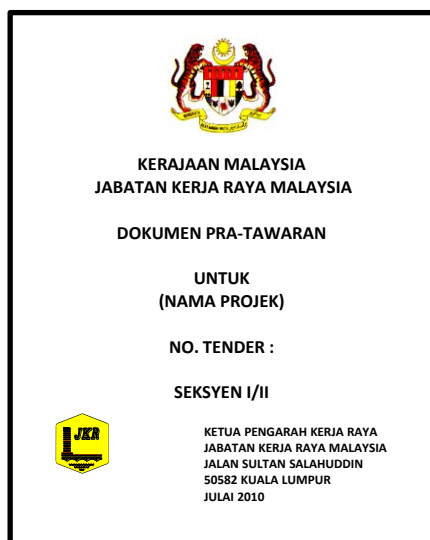 KERAJAAN MALAYSIA
JABATAN KERJA RAYA MALAYSIA
DOKUMEN PRA-TAWARAN
UNTUK
(NAMA PROJEK)
NO. TENDER :
SEKSYEN I/II
JKR
KETUA PENGARAH KERJA RAYA
JABATAN KERJA RAYA MALAYSIA
JALAN SULTAN SALAHUDDIN
50582 KUALA LUMPUR
JULAI 2010